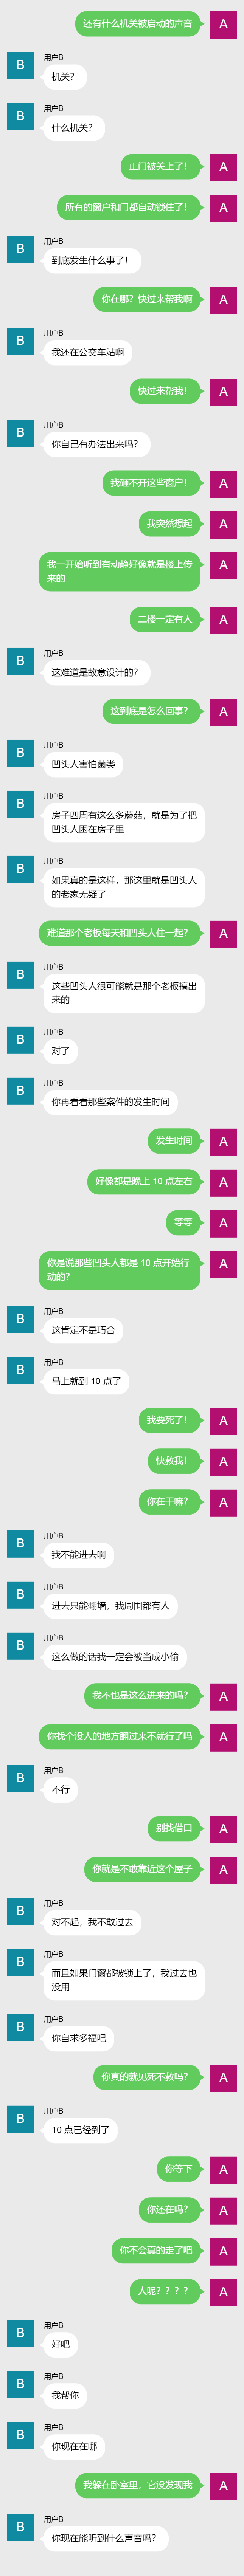 还有什么机关被启动的声音
A
B
用户B
机关？
B
用户B
什么机关？
正门被关上了！
A
所有的窗户和门都自动锁住了！
A
B
用户B
到底发生什么事了！
你在哪？快过来帮我啊
A
B
用户B
我还在公交车站啊
快过来帮我！
A
B
用户B
你自己有办法出来吗？
我砸不开这些窗户！
A
我突然想起
A
我一开始听到有动静好像就是楼上传
来的
A
二楼一定有人
A
B
用户B
这难道是故意设计的？
这到底是怎么回事？
A
B
用户B
凹头人害怕菌类
B
用户B
房子四周有这么多蘑菇，就是为了把
凹头人困在房子里
B
用户B
如果真的是这样，那这里就是凹头人
的老家无疑了
难道那个老板每天和凹头人住一起？
A
B
用户B
这些凹头人很可能就是那个老板搞出
来的
B
用户B
对了
B
用户B
你再看看那些案件的发生时间
发生时间
A
好像都是晚上 10 点左右
A
等等
A
你是说那些凹头人都是 10 点开始行
动的？
A
B
用户B
这肯定不是巧合
B
用户B
马上就到 10 点了
我要死了！
A
快救我！
A
你在干嘛？
A
B
用户B
我不能进去啊
B
用户B
进去只能翻墙，我周围都有人
B
用户B
这么做的话我一定会被当成小偷
我不也是这么进来的吗？
A
你找个没人的地方翻过来不就行了吗
A
B
用户B
不行
别找借口
A
你就是不敢靠近这个屋子
A
B
用户B
对不起，我不敢过去
B
用户B
而且如果门窗都被锁上了，我过去也
没用
B
用户B
你自求多福吧
你真的就见死不救吗？
A
B
用户B
10 点已经到了
你等下
A
你还在吗？
A
你不会真的走了吧
A
人呢？？？？
A
B
用户B
好吧
B
用户B
我帮你
B
用户B
你现在在哪
我躲在卧室里，它没发现我
A
B
用户B
你现在能听到什么声音吗？